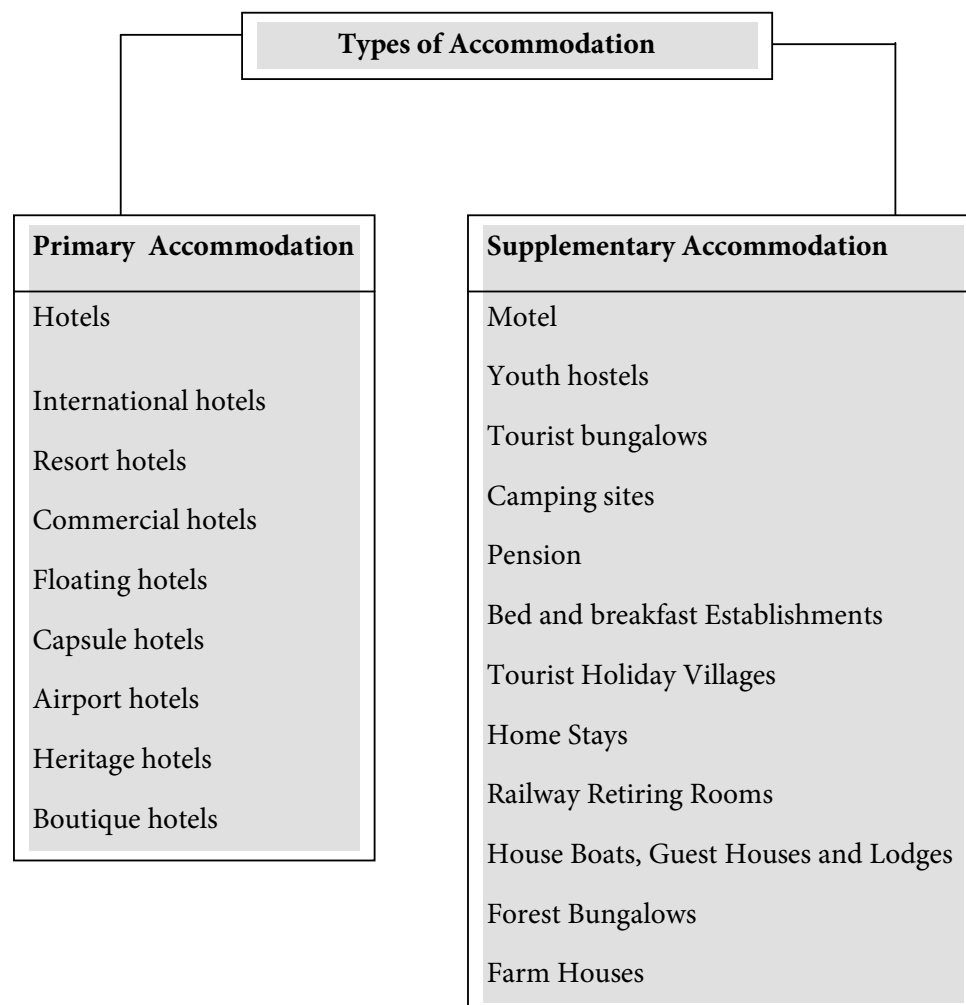 Types of Accommodation
Primary Accommodation
Hotels
International hotels
Resort hotels
Commercial hotels
Floating hotels
Capsule hotels
Airport hotels
Heritage hotels
Boutique hotels
Supplementary Accommodation
Motel
Youth hostels
Tourist bungalows
Camping sites
Pension
Bed and breakfast Establishments
Tourist Holiday Villages
Home Stays
Railway Retiring Rooms
House Boats, Guest Houses and Lodges
Forest Bungalows
Farm Houses